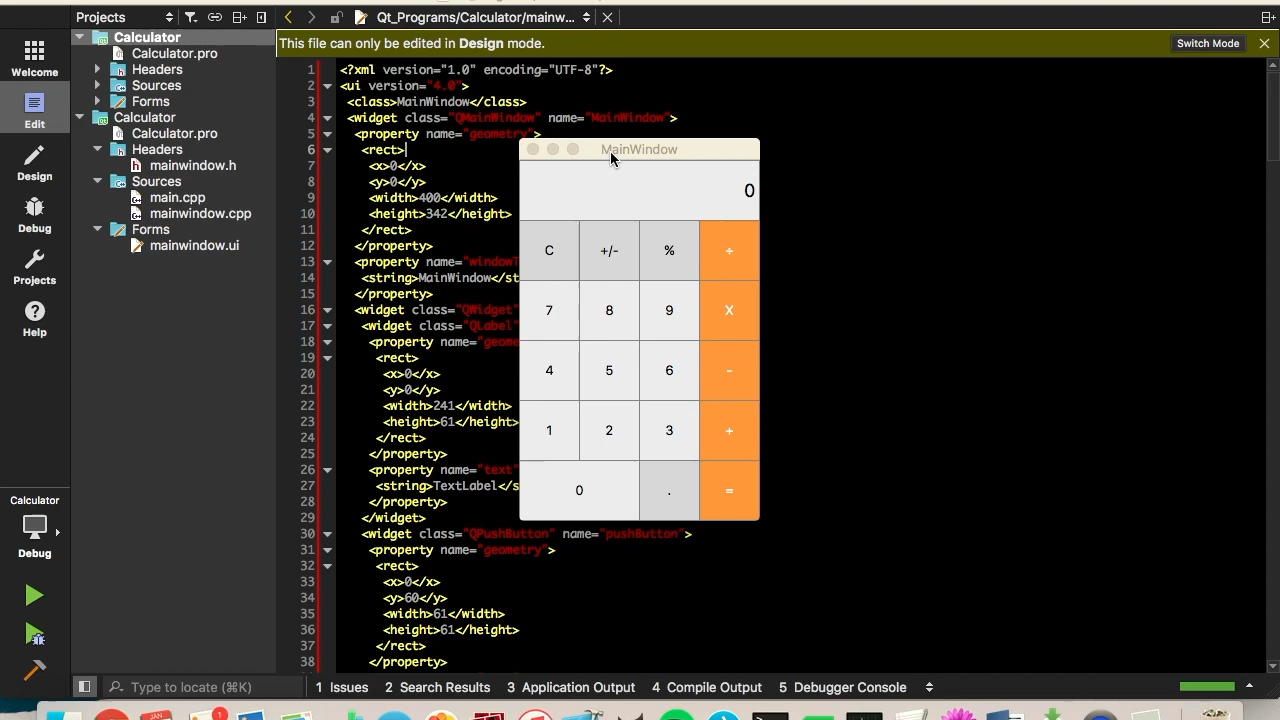 Projects
Qt_Programs/Calculator/mainw...
This file can only be edited in Design mode.
Switch Mode
Welcome
Edit
Design
Debug
Projects
Help
Calculator
Debug
Calculator
Calculator.pro
Headers
Sources
Forms
Calculator
Calculator.pro
Headers
mainwindow.h
Sources
main.cpp
mainwindow.cpp
Forms
mainwindow.ui
1 <?xml version="1.0" encoding="UTF-8"?>
2 <ui version="4.0">
3 <class>MainWindow</class>
4 <widget class="QMainWindow" name="MainWindow">
5 <property name="geometry">
6 <rect>
7 <x>0</x>
8 <y>0</y>
9 <width>400</width>
10 <height>342</height>
11 </rect>
12 </property>
13 <property name="windowT
14 <string>MainWindow</st
15 </property>
16 <widget class="QWidget"
17 <widget class="QLabel"
18 <property name="geome
19 <rect>
20 <x>0</x>
21 <y>0</y>
22 <width>241</width>
23 <height>61</height>
24 </rect>
25 </property>
26 <property name="text"
27 <string>TextLabel</s
28 </property>
29 </widget>
30 <widget class="QPushButton" name="pushButton">
31 <property name="geometry">
32 <rect>
33 <x>0</x>
34 <y>60</y>
35 <width>61</width>
36 <height>61</height>
37 </rect>
38 </property>
MainWindow
0
C +/- % ÷
7 8 9 X
4 5 6 -
1 2 3 +
0 . =
Type to locate (⌘K)
1 Issues 2 Search Results 3 Application Output 4 Compile Output 5 Debugger Console
JAN
1